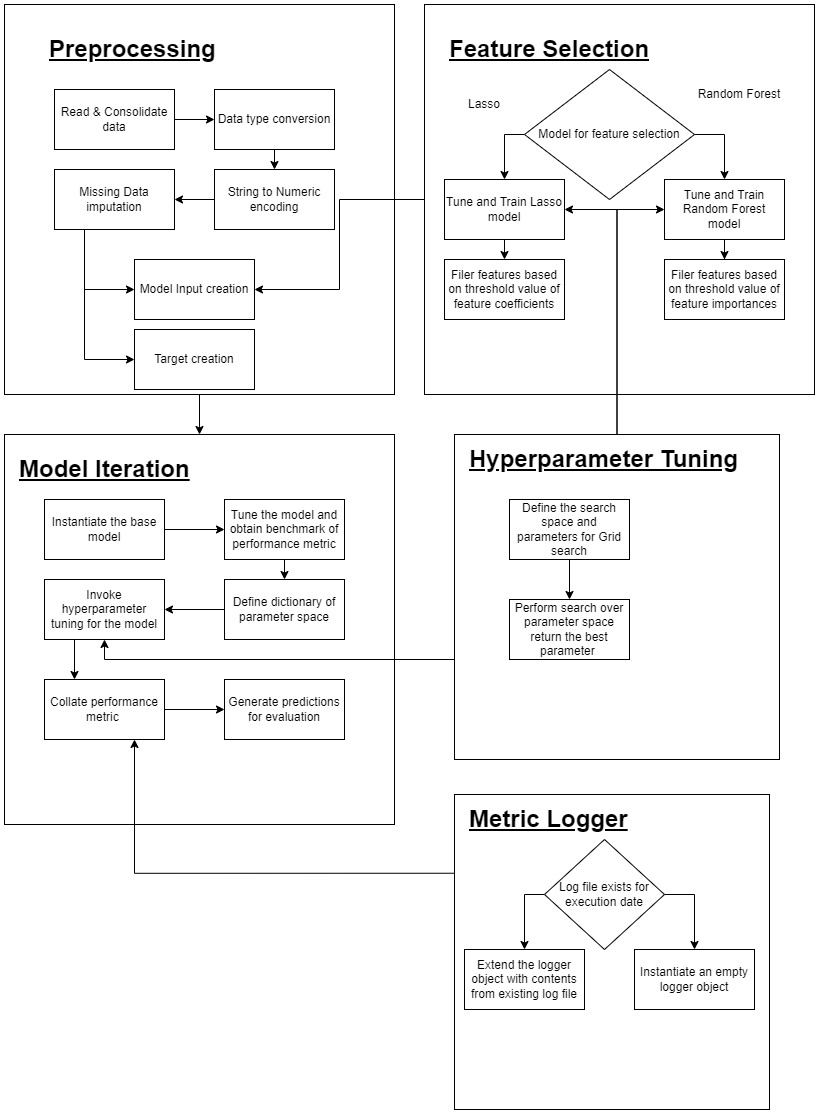 Preprocessing
Read & Consolidate
data
Data type conversion
Missing Data
imputation
String to Numeric
encoding
Model Input creation
Target creation
Feature Selection
Lasso
Random Forest
Model for feature selection
Tune and Train Lasso
model
Tune and Train
Random Forest
model
Filer features based
on threshold value of
feature coefficients
Filer features based
on threshold value of
feature importances
Model Iteration
Instantiate the base
model
Tune the model and
obtain benchmark of
performance metric
Invoke
hyperparameter
tuning for the model
Define dictionary of
parameter space
Collate performance
metric
Generate predictions
for evaluation
Hyperparameter Tuning
Define the search
space and
parameters for Grid
search
Perform search over
parameter space
return the best
parameter
Metric Logger
Log file exists for
execution date
Extend the logger
object with contents
from existing log file
Instantiate an empty
logger object